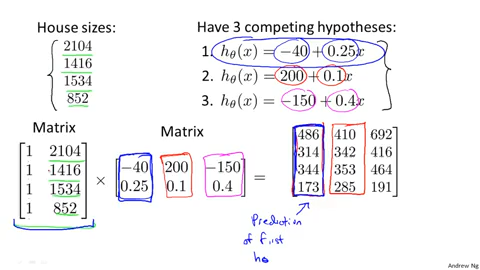 House sizes:
2104
1416
1534
852
Have 3 competing hypotheses:
1. hθ(x) = −40 + 0.25x
2. hθ(x) = 200 + 0.1x
3. hθ(x) = −150 + 0.4x
Matrix
Matrix
1 2104
1 1416
1 1534
1 852
×
−40 200 −150
0.25 0.1 0.4
=
486 410 692
314 342 416
344 353 464
173 285 191
Prediction
of first
ho
Andrew Ng